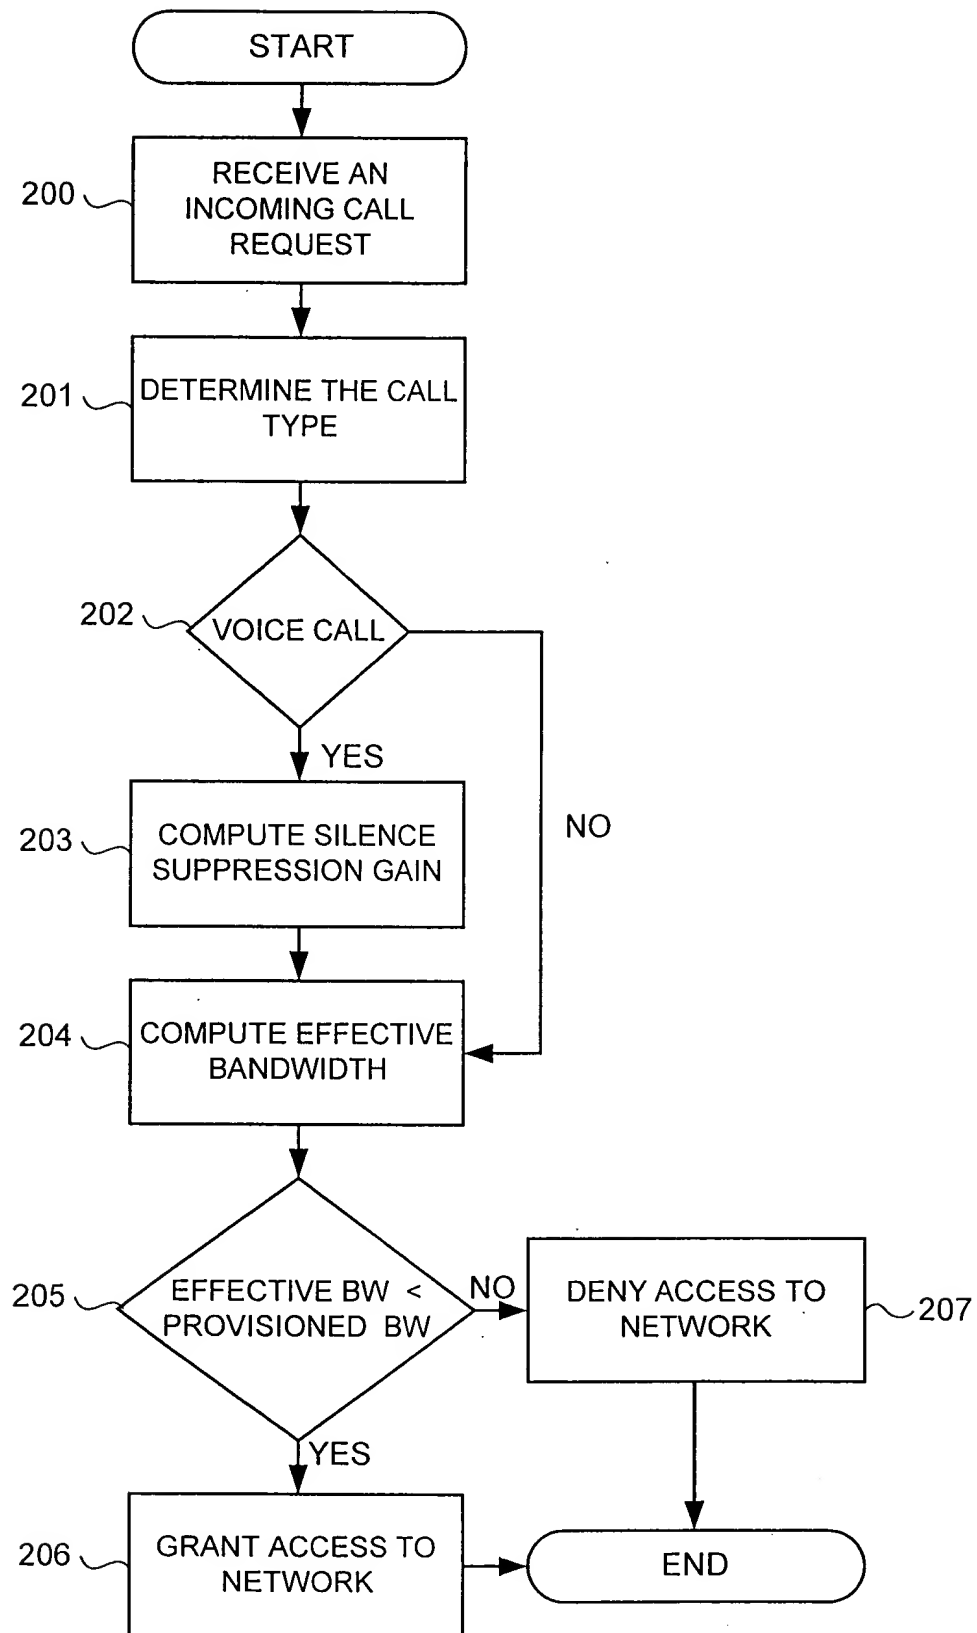 START
200
RECEIVE AN
INCOMING CALL
REQUEST
201
DETERMINE THE CALL
TYPE
202
VOICE CALL
YES
NO
203
COMPUTE SILENCE
SUPPRESSION GAIN
204
COMPUTE EFFECTIVE
BANDWIDTH
205
EFFECTIVE BW <
PROVISIONED BW
NO
DENY ACCESS TO
NETWORK
207
YES
206
GRANT ACCESS TO
NETWORK
END